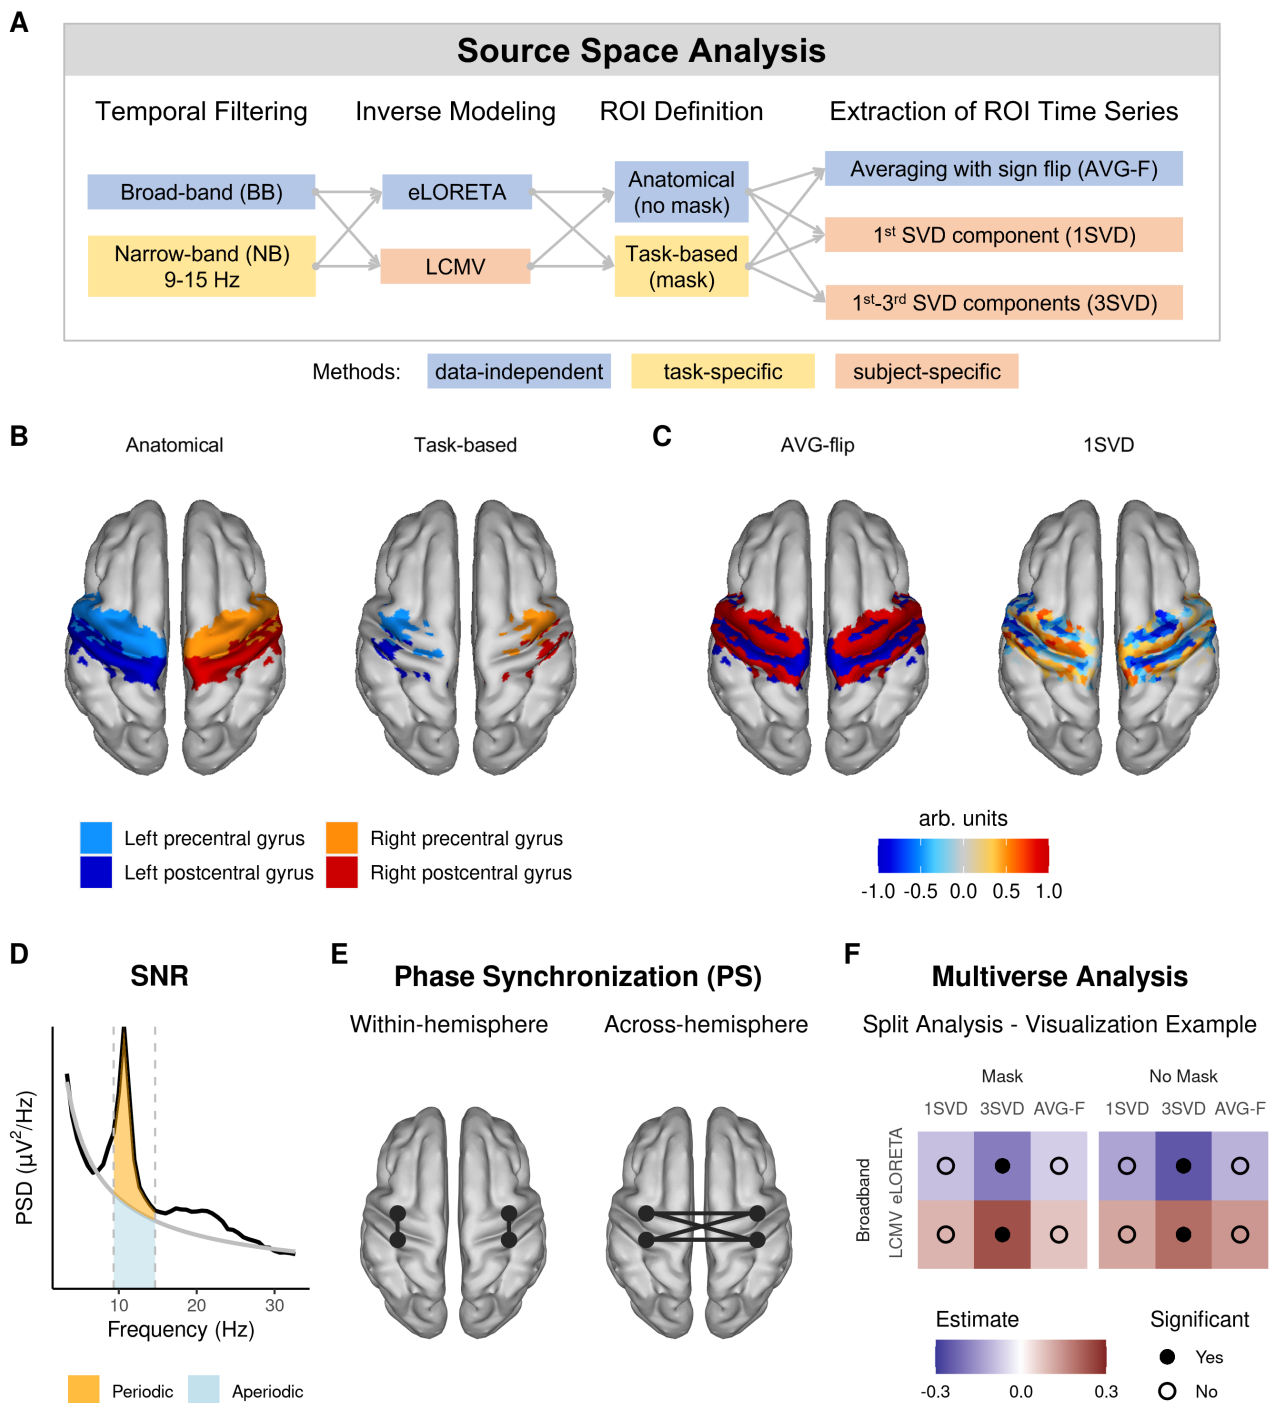 A
Source Space Analysis
Temporal Filtering
Inverse Modeling
ROI Definition
Extraction of ROI Time Series
Broad-band (BB)
Narrow-band (NB)
9-15 Hz
eLORETA
LCMV
Anatomical
(no mask)
Task-based
(mask)
Averaging with sign flip (AVG-F)
1st SVD component (1SVD)
1st-3rd SVD components (3SVD)
Methods:
data-independent
task-specific
subject-specific
B
Anatomical
Task-based
Left precentral gyrus
Right precentral gyrus
Left postcentral gyrus
Right postcentral gyrus
C
AVG-flip
1SVD
arb. units
-1.0 -0.5 0.0 0.5 1.0
D
SNR
PSD (µV²/Hz)
10 20 30
Frequency (Hz)
Periodic
Aperiodic
E
Phase Synchronization (PS)
Within-hemisphere
Across-hemisphere
F
Multiverse Analysis
Split Analysis - Visualization Example
Mask
No Mask
1SVD 3SVD AVG-F
1SVD 3SVD AVG-F
Broadband
eLORETA
LCMV
Estimate
-0.3 0.0 0.3
Significant
Yes
No